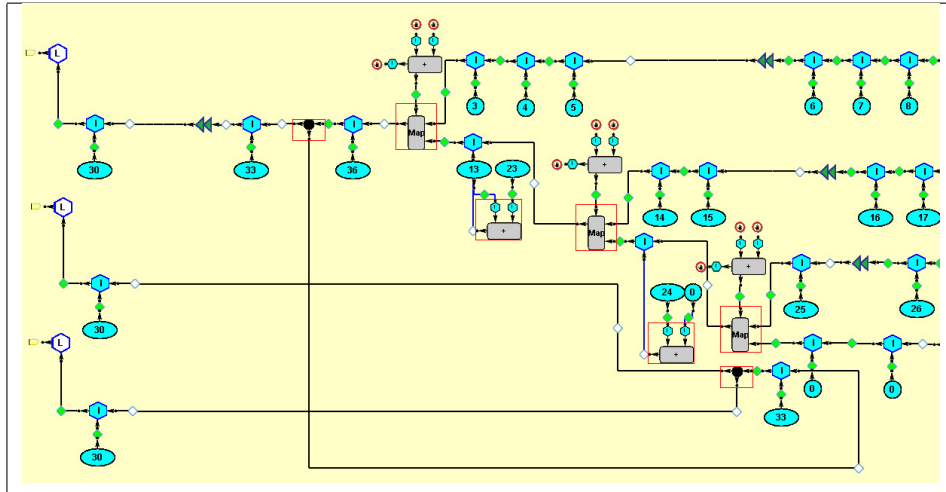 L
+
I I I I I I
3 4 5 6 7 8
I I I
Map
30 33 36
I
13 23
+
+
Map
I I I I
14 15 16 17
L
I
30
I
24 0
+
+
Map
I I
25 26
I I
0 0
L
I
33
I
30